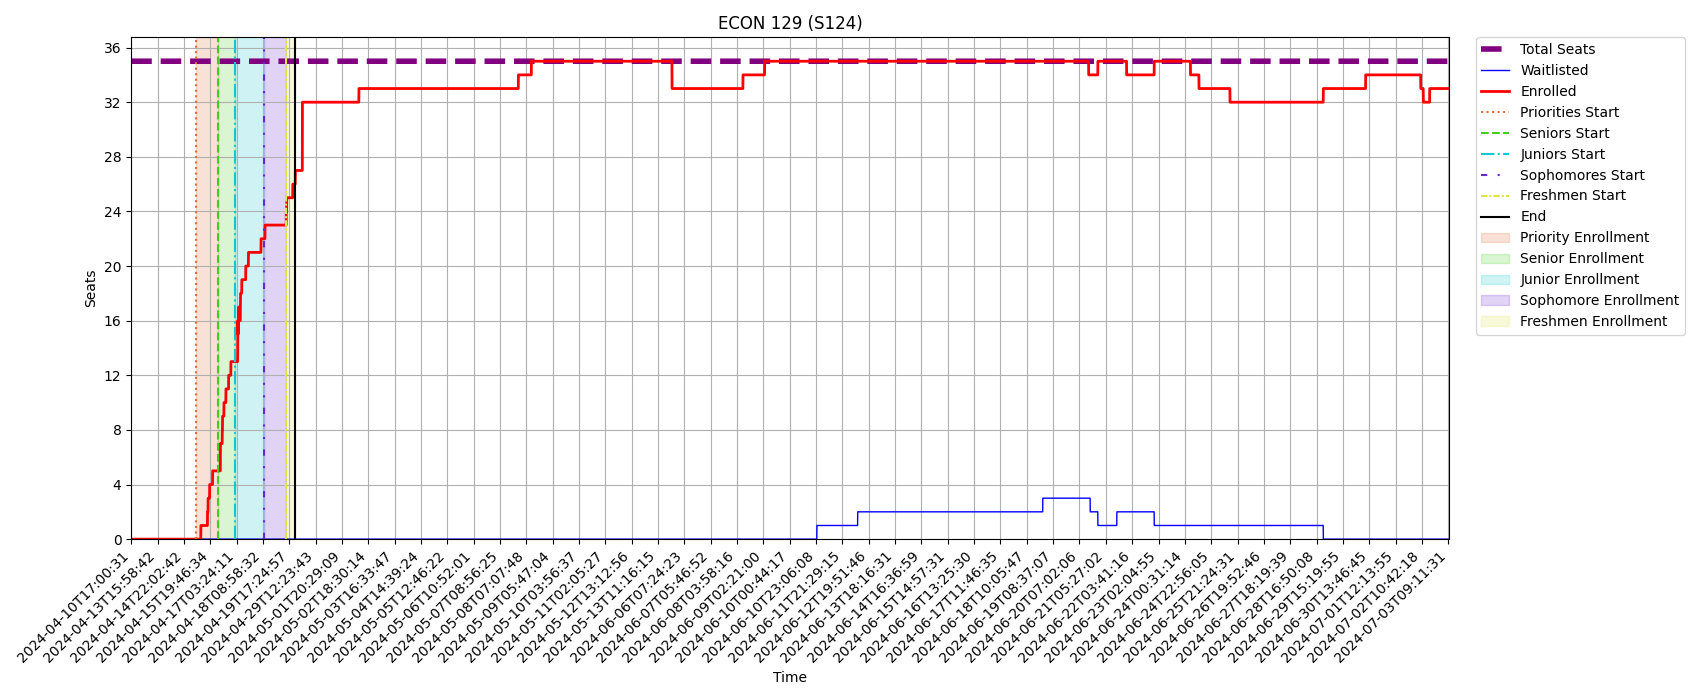 ECON 129 (S124)
36
32
28
24
20
16
12
8
4
0
Seats
2024-04-10T17:00:31
2024-04-13T15:58:42
2024-04-14T22:02:42
2024-04-15T19:46:34
2024-04-17T03:24:11
2024-04-18T08:58:32
2024-04-19T17:24:57
2024-04-29T12:23:43
2024-05-01T20:29:09
2024-05-02T18:30:14
2024-05-03T16:33:47
2024-05-04T14:39:24
2024-05-05T12:46:22
2024-05-06T10:52:01
2024-05-07T08:56:25
2024-05-08T07:07:48
2024-05-09T05:47:04
2024-05-10T03:56:37
2024-05-11T02:05:27
2024-05-12T13:12:56
2024-05-13T11:16:15
2024-06-06T07:24:23
2024-06-07T05:46:52
2024-06-08T03:58:16
2024-06-09T02:21:00
2024-06-10T00:44:17
2024-06-10T23:06:08
2024-06-11T21:29:15
2024-06-12T19:51:46
2024-06-13T18:16:31
2024-06-14T16:36:59
2024-06-15T14:57:31
2024-06-16T13:25:30
2024-06-17T11:46:35
2024-06-18T10:05:47
2024-06-19T08:37:07
2024-06-20T07:02:06
2024-06-21T05:27:02
2024-06-22T03:41:16
2024-06-23T02:04:55
2024-06-24T00:31:14
2024-06-24T22:56:05
2024-06-25T21:24:31
2024-06-26T19:52:46
2024-06-27T18:19:39
2024-06-28T16:50:08
2024-06-29T15:19:55
2024-06-30T13:46:45
2024-07-01T12:13:55
2024-07-02T10:42:18
2024-07-03T09:11:31
Time
Total Seats
Waitlisted
Enrolled
Priorities Start
Seniors Start
Juniors Start
Sophomores Start
Freshmen Start
End
Priority Enrollment
Senior Enrollment
Junior Enrollment
Sophomore Enrollment
Freshmen Enrollment